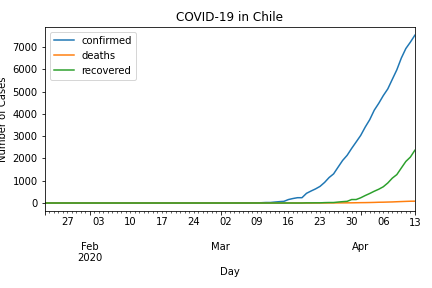 COVID-19 in Chile
confirmed
deaths
recovered
Number of Cases
7000
6000
5000
4000
3000
2000
1000
0
27 03 10 17 24 02 09 16 23 30 06 13
Feb Mar Apr
2020
Day